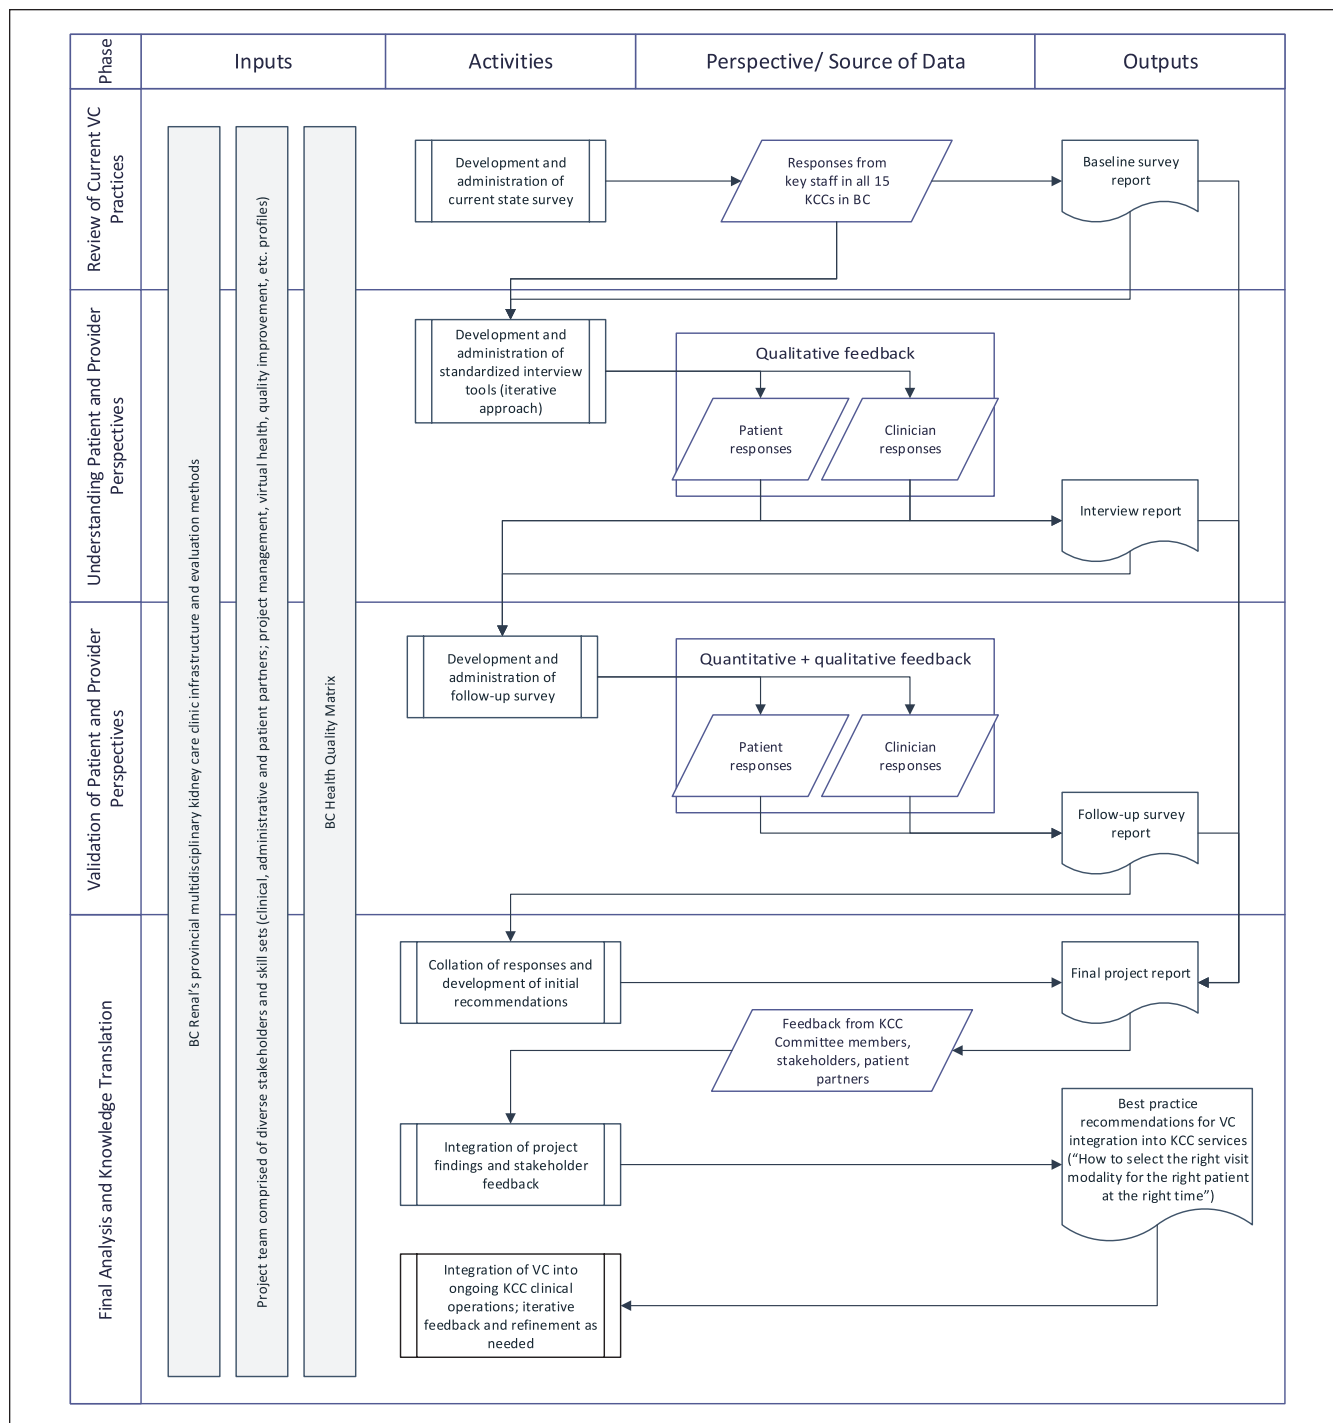 Phase
Inputs
Activities
Perspective/ Source of Data
Outputs
Review of Current VC
Practices
Development and
administration of
current state survey
Responses from
key staff in all 15
KCCs in BC
Baseline survey
report
BC Renal's provincial multidisciplinary kidney care clinic infrastructure and evaluation methods
Project team comprised of diverse stakeholders and skill sets (clinical, administrative and patient partners; project management, virtual health, quality improvement, etc. profiles)
BC Health Quality Matrix
Understanding Patient and Provider
Perspectives
Development and
administration of
standardized interview
tools (iterative
approach)
Qualitative feedback
Patient
responses
Clinician
responses
Interview report
Validation of Patient and Provider
Perspectives
Development and
administration of
follow-up survey
Quantitative + qualitative feedback
Patient
responses
Clinician
responses
Follow-up survey
report
Final Analysis and Knowledge Translation
Collation of responses and
development of initial
recommendations
Final project report
Feedback from KCC
Committee members,
stakeholders, patient
partners
Integration of project
findings and stakeholder
feedback
Best practice
recommendations for VC
integration into KCC services
("How to select the right visit
modality for the right patient
at the right time")
Integration of VC into
ongoing KCC clinical
operations; iterative
feedback and refinement as
needed